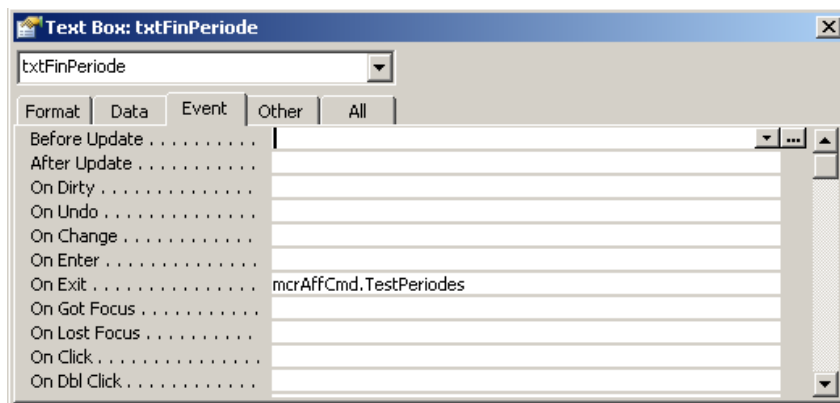 Text Box: txtFinPeriode
txtFinPeriode
Format Data Event Other All
Before Update . . . . . . . . . . ...
After Update . . . . . . . . . . .
On Dirty . . . . . . . . . . . . . .
On Undo . . . . . . . . . . . . . .
On Change . . . . . . . . . . . .
On Enter . . . . . . . . . . . . . .
On Exit . . . . . . . . . . . . . . . mcrAffCmd.TestPeriodes
On Got Focus . . . . . . . . . . .
On Lost Focus . . . . . . . . . .
On Click . . . . . . . . . . . . . . .
On Dbl Click . . . . . . . . . . . .